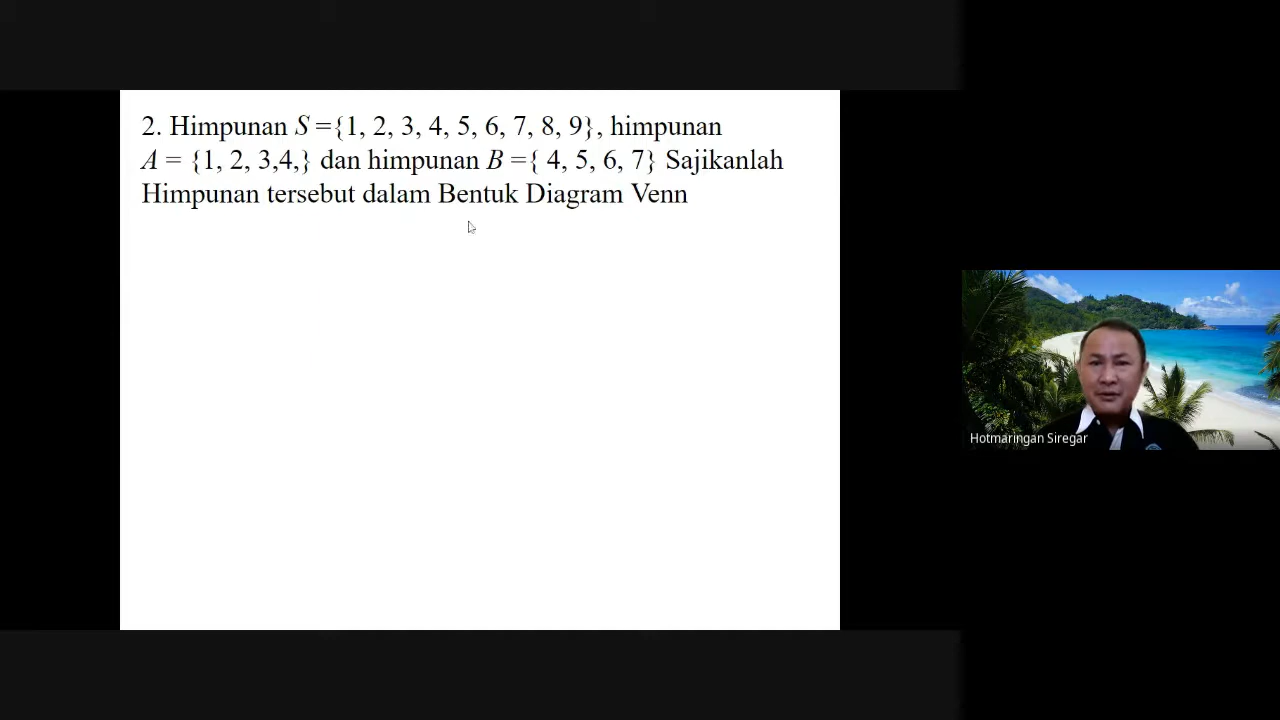 2. Himpunan S ={1, 2, 3, 4, 5, 6, 7, 8, 9}, himpunan
A = {1, 2, 3,4,} dan himpunan B ={ 4, 5, 6, 7} Sajikanlah
Himpunan tersebut dalam Bentuk Diagram Venn
Hotmaringan Siregar